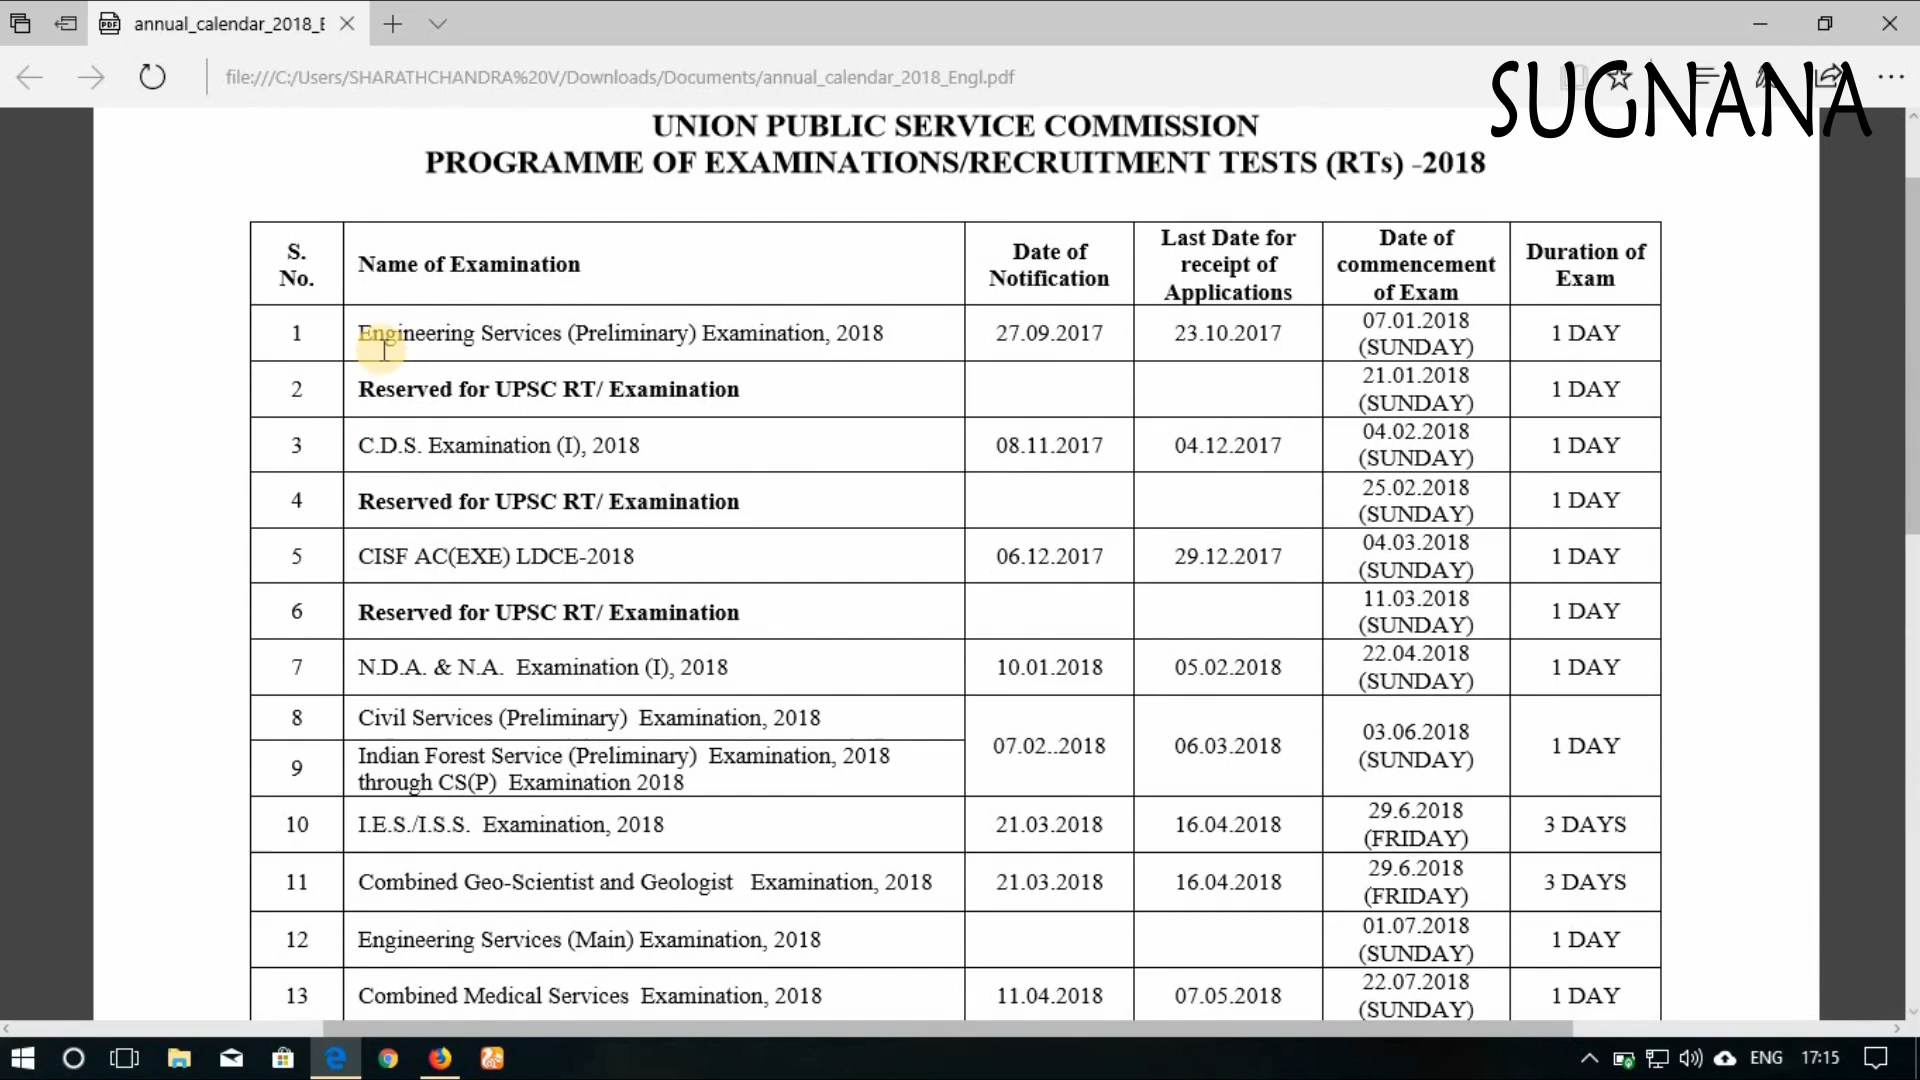 annual_calendar_2018_E
file:///C:/Users/SHARATHCHANDRA%20V/Downloads/Documents/annual_calendar_2018_Engl.pdf
SUGNANA
UNION PUBLIC SERVICE COMMISSION
PROGRAMME OF EXAMINATIONS/RECRUITMENT TESTS (RTs) -2018
S. No. Name of Examination Date of Notification Last Date for receipt of Applications Date of commencement of Exam Duration of Exam
1 Engineering Services (Preliminary) Examination, 2018 27.09.2017 23.10.2017 07.01.2018 (SUNDAY) 1 DAY
2 Reserved for UPSC RT/ Examination 21.01.2018 (SUNDAY) 1 DAY
3 C.D.S. Examination (I), 2018 08.11.2017 04.12.2017 04.02.2018 (SUNDAY) 1 DAY
4 Reserved for UPSC RT/ Examination 25.02.2018 (SUNDAY) 1 DAY
5 CISF AC(EXE) LDCE-2018 06.12.2017 29.12.2017 04.03.2018 (SUNDAY) 1 DAY
6 Reserved for UPSC RT/ Examination 11.03.2018 (SUNDAY) 1 DAY
7 N.D.A. & N.A. Examination (I), 2018 10.01.2018 05.02.2018 22.04.2018 (SUNDAY) 1 DAY
8 Civil Services (Preliminary) Examination, 2018 07.02..2018 06.03.2018 03.06.2018 (SUNDAY) 1 DAY
9 Indian Forest Service (Preliminary) Examination, 2018 through CS(P) Examination 2018
10 I.E.S./I.S.S. Examination, 2018 21.03.2018 16.04.2018 29.6.2018 (FRIDAY) 3 DAYS
11 Combined Geo-Scientist and Geologist Examination, 2018 21.03.2018 16.04.2018 29.6.2018 (FRIDAY) 3 DAYS
12 Engineering Services (Main) Examination, 2018 01.07.2018 (SUNDAY) 1 DAY
13 Combined Medical Services Examination, 2018 11.04.2018 07.05.2018 22.07.2018 (SUNDAY) 1 DAY
ENG 17:15